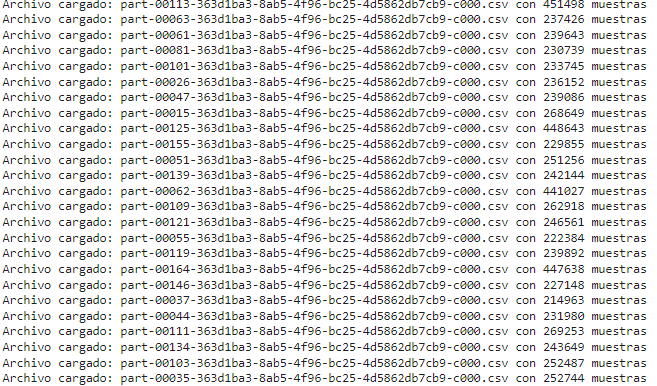 Archivo cargado: part-00113-363d1ba3-8ab5-4f96-bc25-4d5862db7cb9-c000.csv con 451498 muestras
Archivo cargado: part-00063-363d1ba3-8ab5-4f96-bc25-4d5862db7cb9-c000.csv con 237426 muestras
Archivo cargado: part-00061-363d1ba3-8ab5-4f96-bc25-4d5862db7cb9-c000.csv con 239643 muestras
Archivo cargado: part-00081-363d1ba3-8ab5-4f96-bc25-4d5862db7cb9-c000.csv con 230739 muestras
Archivo cargado: part-00101-363d1ba3-8ab5-4f96-bc25-4d5862db7cb9-c000.csv con 233745 muestras
Archivo cargado: part-00026-363d1ba3-8ab5-4f96-bc25-4d5862db7cb9-c000.csv con 236152 muestras
Archivo cargado: part-00047-363d1ba3-8ab5-4f96-bc25-4d5862db7cb9-c000.csv con 239086 muestras
Archivo cargado: part-00015-363d1ba3-8ab5-4f96-bc25-4d5862db7cb9-c000.csv con 268649 muestras
Archivo cargado: part-00125-363d1ba3-8ab5-4f96-bc25-4d5862db7cb9-c000.csv con 448643 muestras
Archivo cargado: part-00155-363d1ba3-8ab5-4f96-bc25-4d5862db7cb9-c000.csv con 229855 muestras
Archivo cargado: part-00051-363d1ba3-8ab5-4f96-bc25-4d5862db7cb9-c000.csv con 251256 muestras
Archivo cargado: part-00139-363d1ba3-8ab5-4f96-bc25-4d5862db7cb9-c000.csv con 242144 muestras
Archivo cargado: part-00062-363d1ba3-8ab5-4f96-bc25-4d5862db7cb9-c000.csv con 441027 muestras
Archivo cargado: part-00109-363d1ba3-8ab5-4f96-bc25-4d5862db7cb9-c000.csv con 262918 muestras
Archivo cargado: part-00121-363d1ba3-8ab5-4f96-bc25-4d5862db7cb9-c000.csv con 246561 muestras
Archivo cargado: part-00055-363d1ba3-8ab5-4f96-bc25-4d5862db7cb9-c000.csv con 222384 muestras
Archivo cargado: part-00119-363d1ba3-8ab5-4f96-bc25-4d5862db7cb9-c000.csv con 239892 muestras
Archivo cargado: part-00164-363d1ba3-8ab5-4f96-bc25-4d5862db7cb9-c000.csv con 447638 muestras
Archivo cargado: part-00146-363d1ba3-8ab5-4f96-bc25-4d5862db7cb9-c000.csv con 227148 muestras
Archivo cargado: part-00037-363d1ba3-8ab5-4f96-bc25-4d5862db7cb9-c000.csv con 214963 muestras
Archivo cargado: part-00044-363d1ba3-8ab5-4f96-bc25-4d5862db7cb9-c000.csv con 231980 muestras
Archivo cargado: part-00111-363d1ba3-8ab5-4f96-bc25-4d5862db7cb9-c000.csv con 269253 muestras
Archivo cargado: part-00134-363d1ba3-8ab5-4f96-bc25-4d5862db7cb9-c000.csv con 243649 muestras
Archivo cargado: part-00103-363d1ba3-8ab5-4f96-bc25-4d5862db7cb9-c000.csv con 252487 muestras
Archivo cargado: part-00035-363d1ba3-8ab5-4f96-bc25-4d5862db7cb9-c000.csv con 252744 muestras